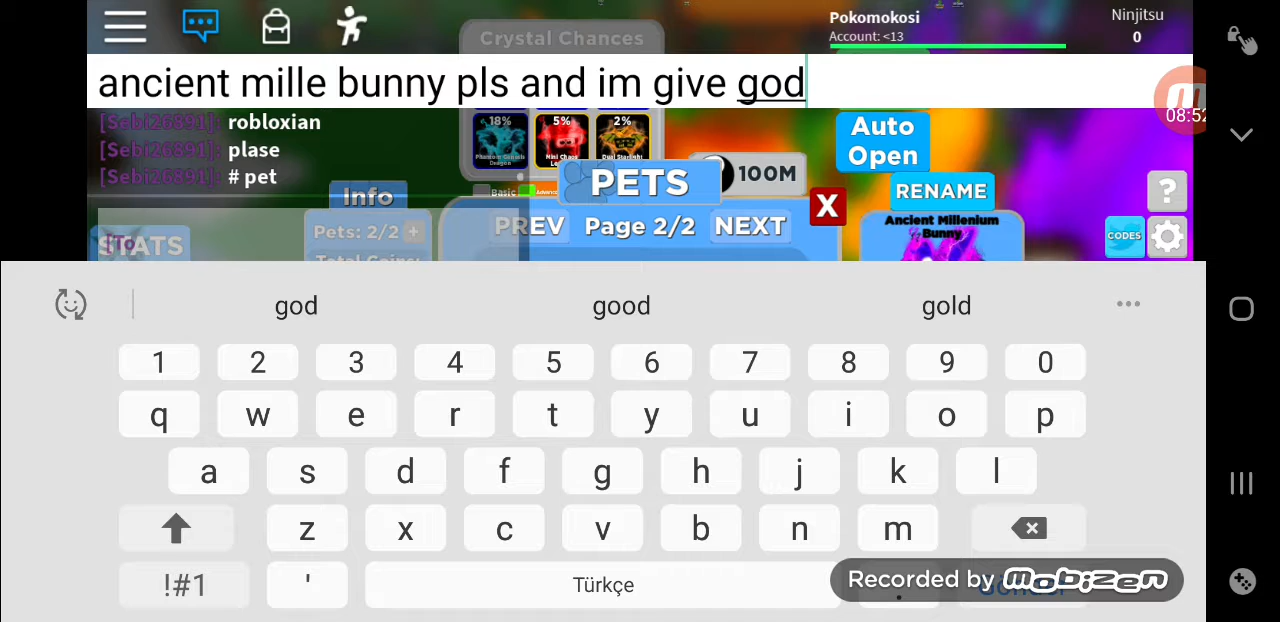 Crystal Chances
Pokomokosi
Account: <13
Ninjitsu
0
ancient mille bunny pls and im give god
08:52
[Sebi26891]: robloxian
[Sebi26891]: plase
[Sebi26891]: # pet
18% 5% 2%
Basic
PETS
100M
Auto
Open
RENAME
X
?
Info
PREV Page 2/2 NEXT
Ancient Millenium
Bunny
CODES
STATS
Pets: 2/2 +
Total Coins:
god good gold
1 2 3 4 5 6 7 8 9 0
q w e r t y u i o p
a s d f g h j k l
z x c v b n m
!#1 ' Türkçe .
Recorded by mobizen